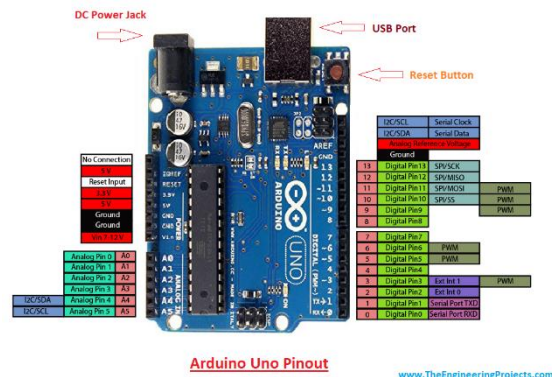 DC Power Jack
USB Port
Reset Button
I2C/SCL Serial Clock
I2C/SDA Serial Data
Analog Reference Voltage
Ground
13 Digital Pin13 SPI/SCK
12 Digital Pin12 SPI/MISO
11 Digital Pin11 SPI/MOSI PWM
10 Digital Pin10 SPI/SS PWM
9 Digital Pin9 PWM
8 Digital Pin8
7 Digital Pin7
6 Digital Pin6 PWM
5 Digital Pin5 PWM
4 Digital Pin4
3 Digital Pin3 Ext Int 1 PWM
2 Digital Pin2 Ext Int 0
1 Digital Pin1 Serial Port TXD
0 Digital Pin0 Serial Port RXD
No Connection
5 V
Reset Input
3.3 V
5 V
Ground
Ground
Vin 7-12 V
Analog Pin 0 A0
Analog Pin 1 A1
Analog Pin 2 A2
Analog Pin 3 A3
I2C/SDA Analog Pin 4 A4
I2C/SCL Analog Pin 5 A5
IOREF
RESET
3.3V
5V
GND
GND
Vin
POWER
A0
A1
A2
A3
A4
A5
ANALOG IN
AREF
GND
13
12
~11
~10
~9
8
7
~6
~5
4
~3
2
TX→1
RX←0
DIGITAL (PWM~)
TX
RX
ON
ARDUINO
UNO
Arduino Uno Pinout
www.TheEngineeringProjects.com